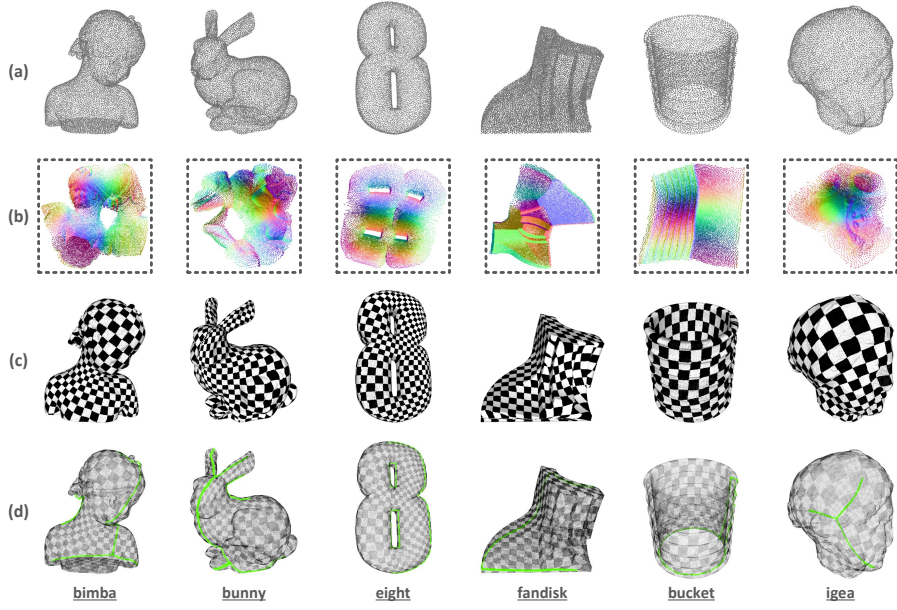 (a)
(b)
(c)
(d)
bimba bunny eight fandisk bucket igea